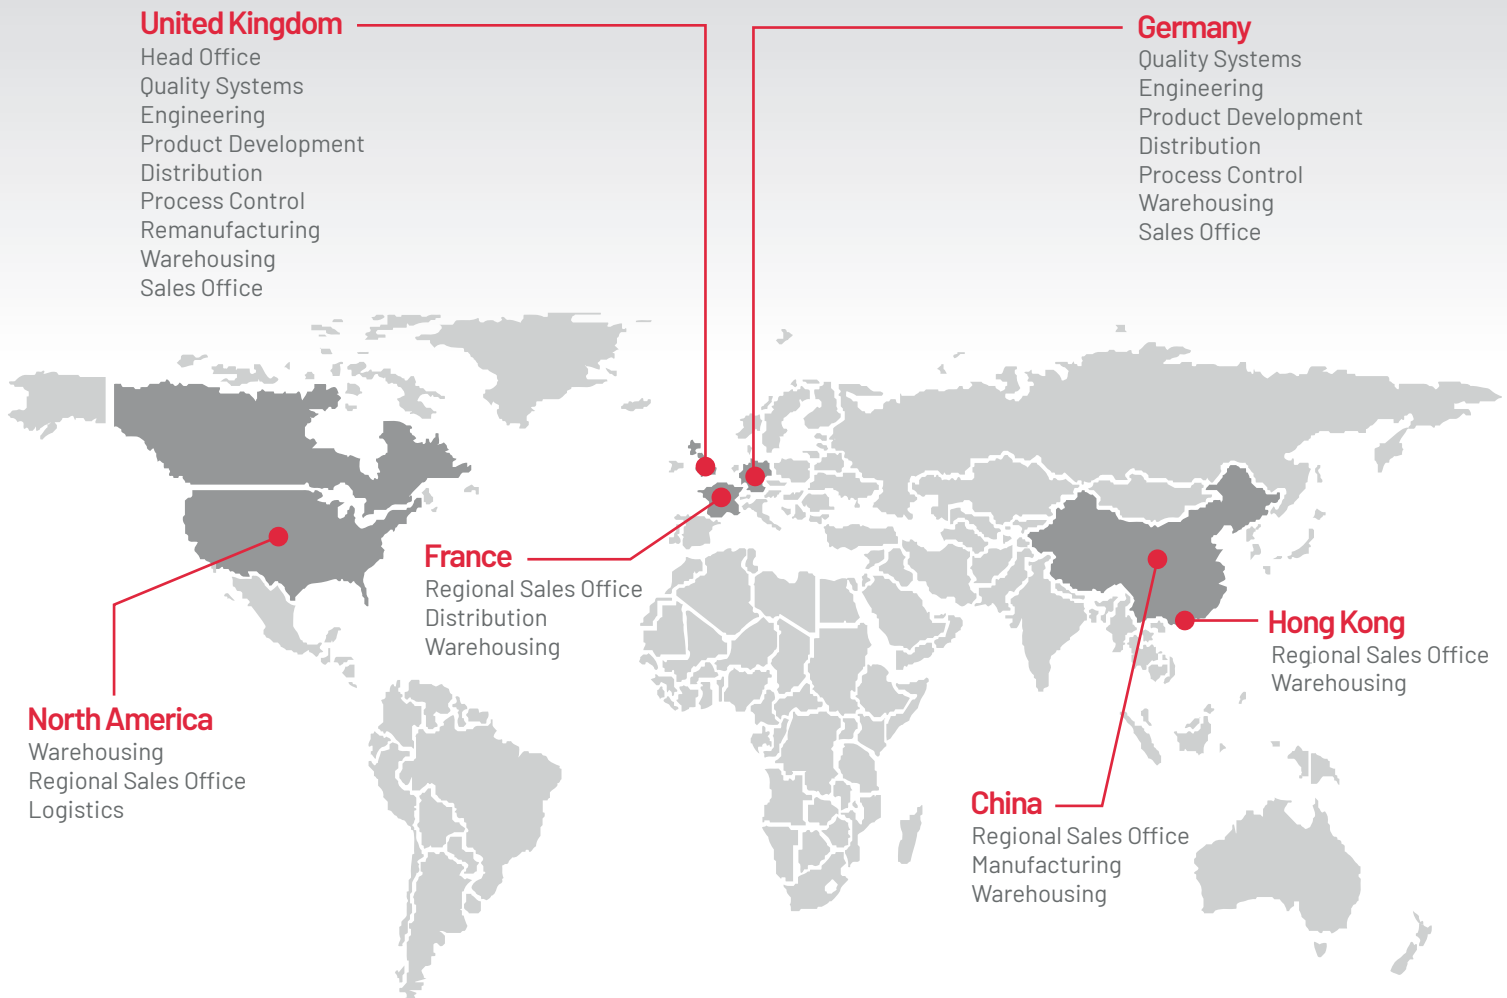 United Kingdom
Head Office
Quality Systems
Engineering
Product Development
Distribution
Process Control
Remanufacturing
Warehousing
Sales Office
Germany
Quality Systems
Engineering
Product Development
Distribution
Process Control
Warehousing
Sales Office
France
Regional Sales Office
Distribution
Warehousing
Hong Kong
Regional Sales Office
Warehousing
North America
Warehousing
Regional Sales Office
Logistics
China
Regional Sales Office
Manufacturing
Warehousing